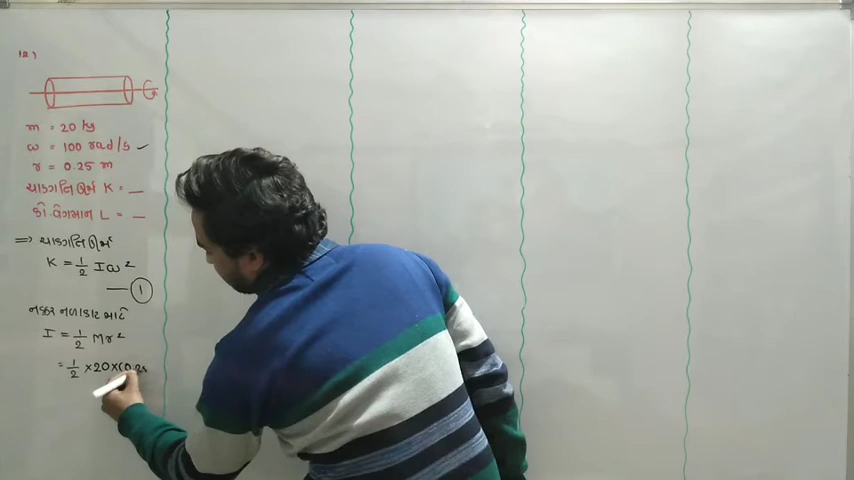 12)
m = 20 kg
ω = 100 rad/s
r = 0.25 m
ચાકગતિ ઊર્જા K = __
કો. વેગમાન L = __
⇒ ચાકગતિ ઊર્જા
K = 1/2 Iω²
—— ①
નક્કર નળાકાર માટે
I = 1/2 Mr²
= 1/2 × 20 × (0.25